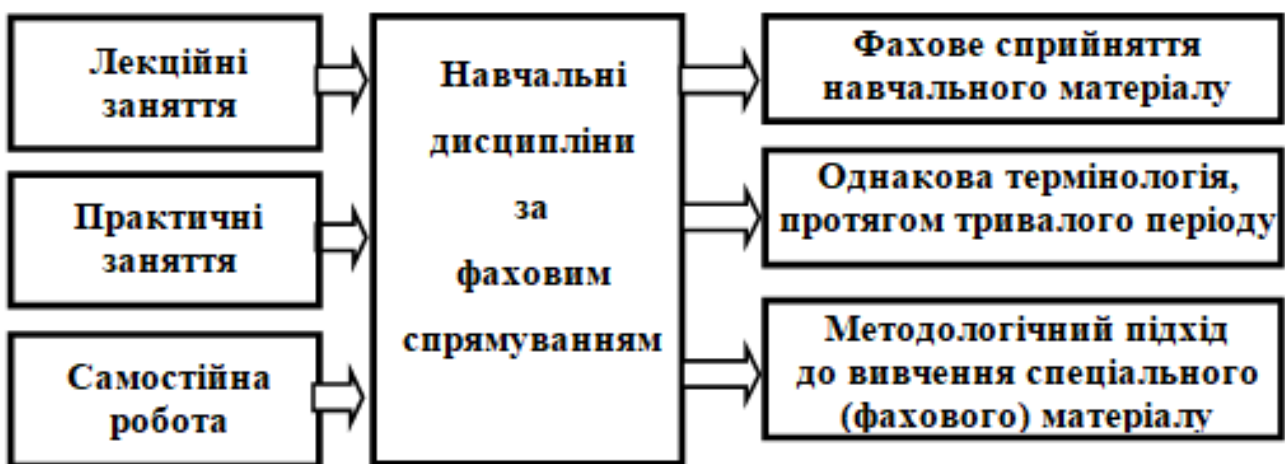 Лекційні
заняття
Практичні
заняття
Самостійна
робота
Навчальні
дисципліни
за
фаховим
спрямуванням
Фахове сприйняття
навчального матеріалу
Однакова термінологія,
протягом тривалого періоду
Методологічний підхід
до вивчення спеціального
(фахового) матеріалу